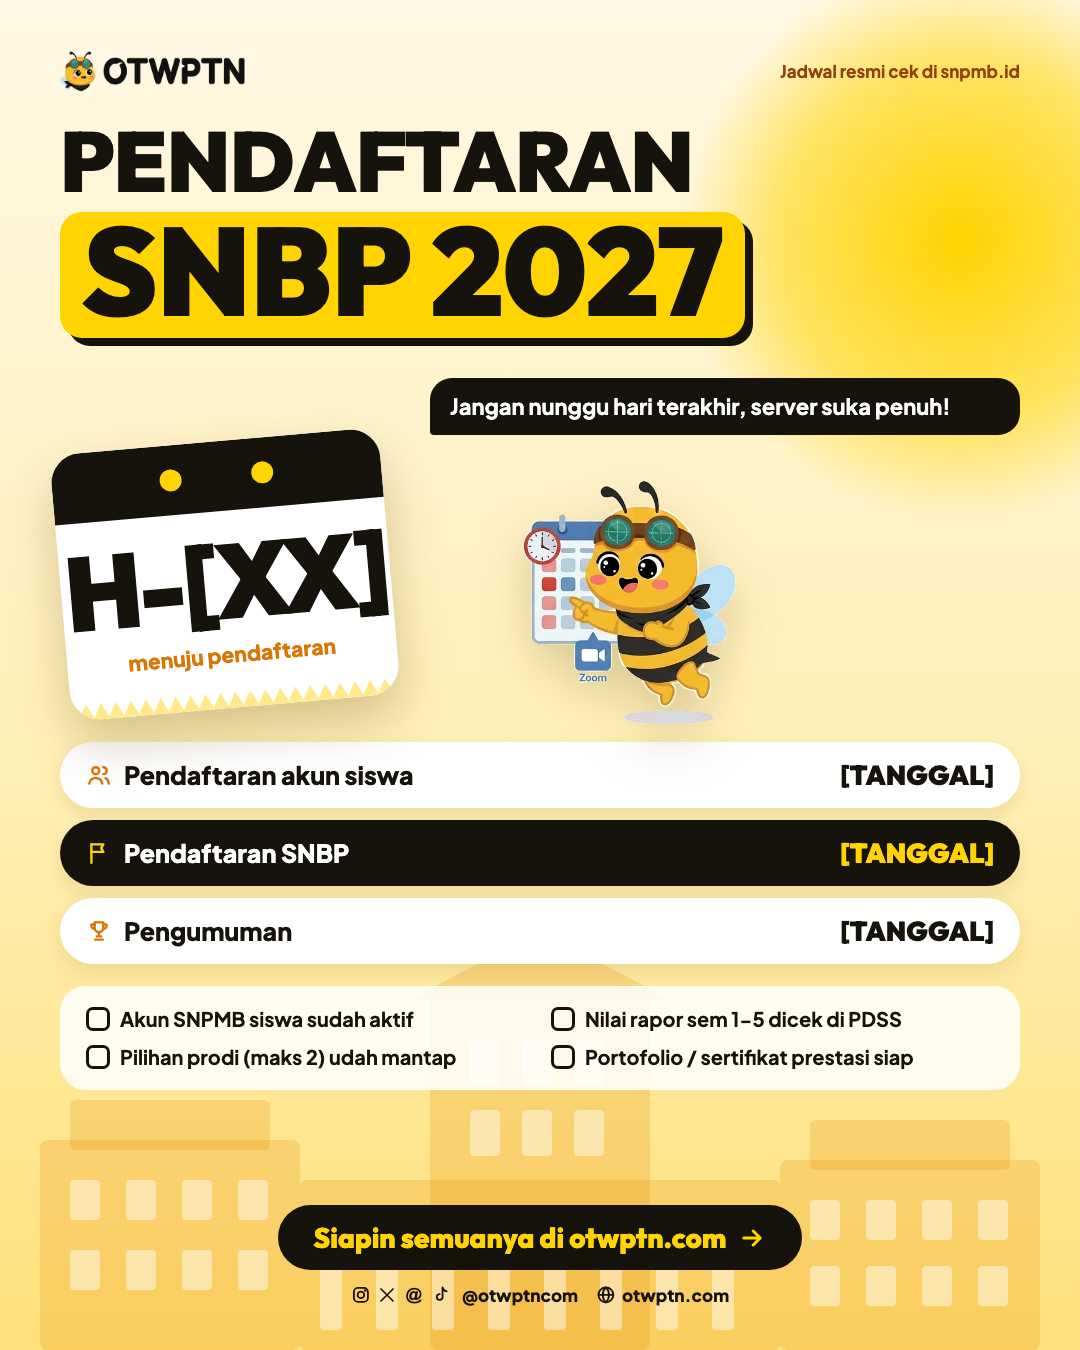 OTWPTN
Jadwal resmi cek di snpmb.id
PENDAFTARAN
SNBP 2027
Jangan nunggu hari terakhir, server suka penuh!
H-[XX]
menuju pendaftaran
Zoom
Pendaftaran akun siswa [TANGGAL]
Pendaftaran SNBP [TANGGAL]
Pengumuman [TANGGAL]
Akun SNPMB siswa sudah aktif
Nilai rapor sem 1–5 dicek di PDSS
Pilihan prodi (maks 2) udah mantap
Portofolio / sertifikat prestasi siap
Siapin semuanya di otwptn.com →
@otwptncom otwptn.com